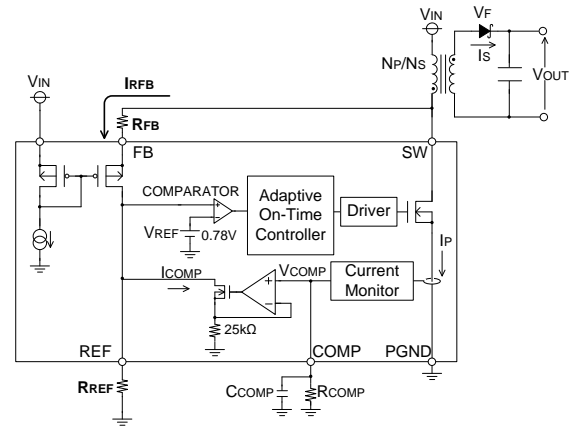 VIN
VF
NP/NS
IS
VOUT
VIN
IRFB
RFB
FB
SW
COMPARATOR
Adaptive
On-Time
Controller
Driver
VREF
0.78V
IP
ICOMP
VCOMP
Current
Monitor
25kΩ
REF
COMP
PGND
RREF
CCOMP
RCOMP